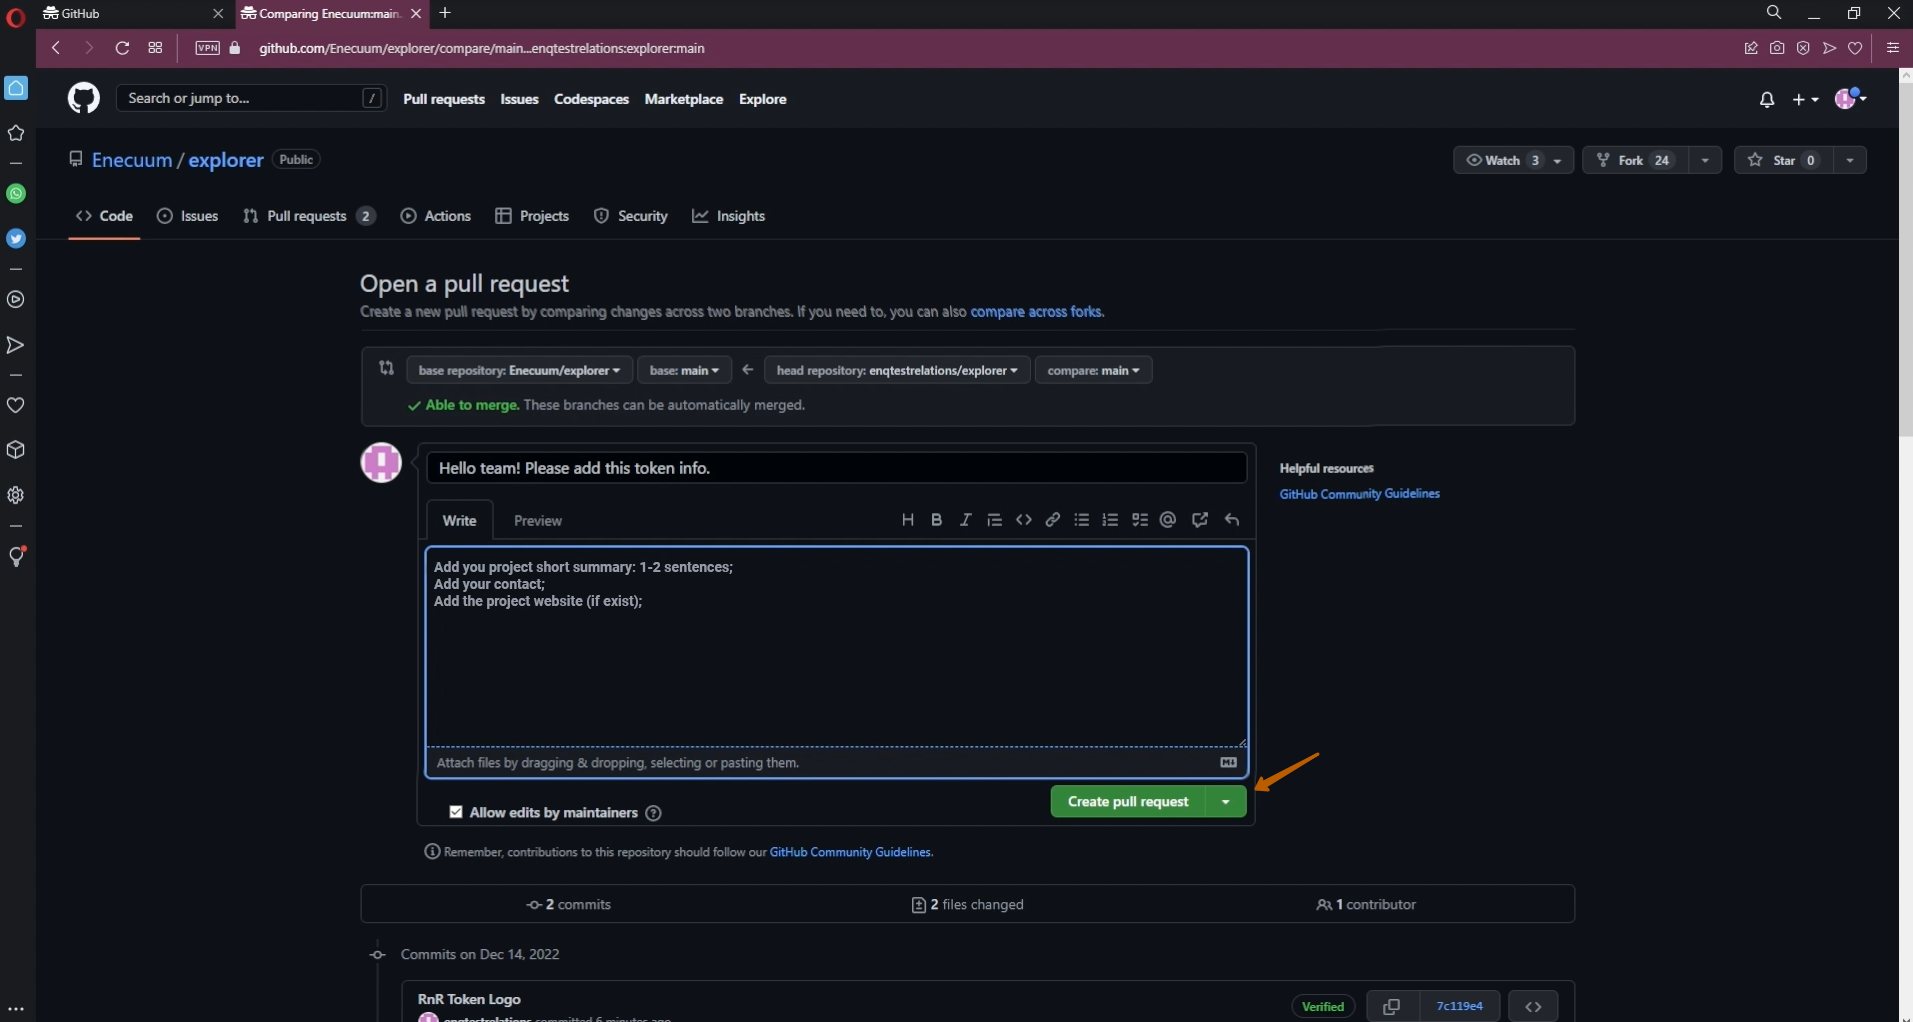 GitHub
Comparing Enecuum:main.
VPN
github.com/Enecuum/explorer/compare/main...enqtestrelations:explorer:main
Search or jump to... /
Pull requests Issues Codespaces Marketplace Explore
Enecuum / explorer Public
Watch 3 Fork 24 Star 0
Code Issues Pull requests 2 Actions Projects Security Insights
Open a pull request
Create a new pull request by comparing changes across two branches. If you need to, you can also compare across forks.
base repository: Enecuum/explorer base: main head repository: enqtestrelations/explorer compare: main
Able to merge. These branches can be automatically merged.
Hello team! Please add this token info.
Helpful resources
GitHub Community Guidelines
Write Preview H B I
Add you project short summary: 1-2 sentences;
Add your contact;
Add the project website (if exist);
Attach files by dragging & dropping, selecting or pasting them.
Create pull request
Allow edits by maintainers
Remember, contributions to this repository should follow our GitHub Community Guidelines.
2 commits 2 files changed 1 contributor
Commits on Dec 14, 2022
RnR Token Logo
Verified 7c119e4
enqtestrelations committed 6 minutes ago